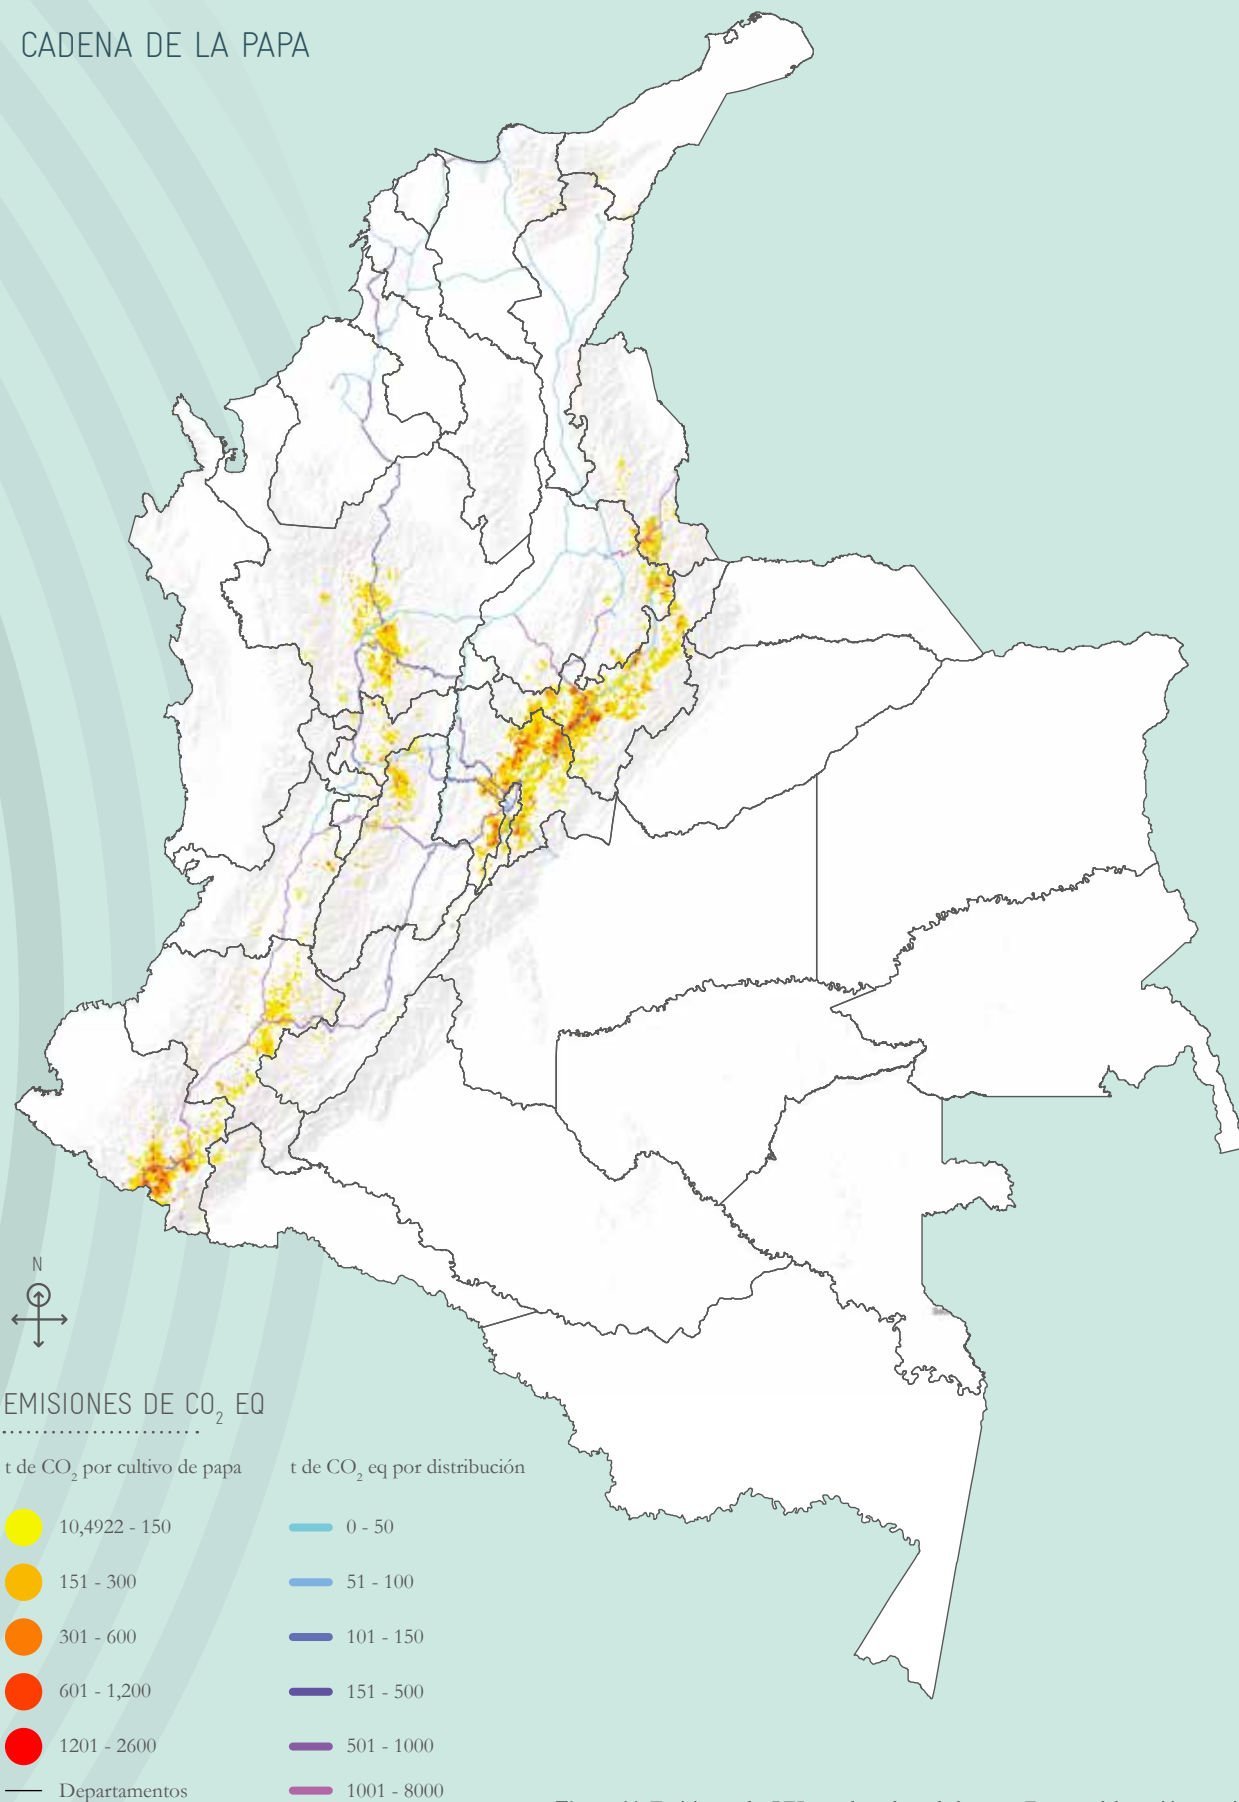 CADENA DE LA PAPA
N
EMISIONES DE CO₂ EQ
t de CO₂ por cultivo de papa
10,4922 - 150
151 - 300
301 - 600
601 - 1,200
1201 - 2600
Departamentos
t de CO₂ eq por distribución
0 - 50
51 - 100
101 - 150
151 - 500
501 - 1000
1001 - 8000